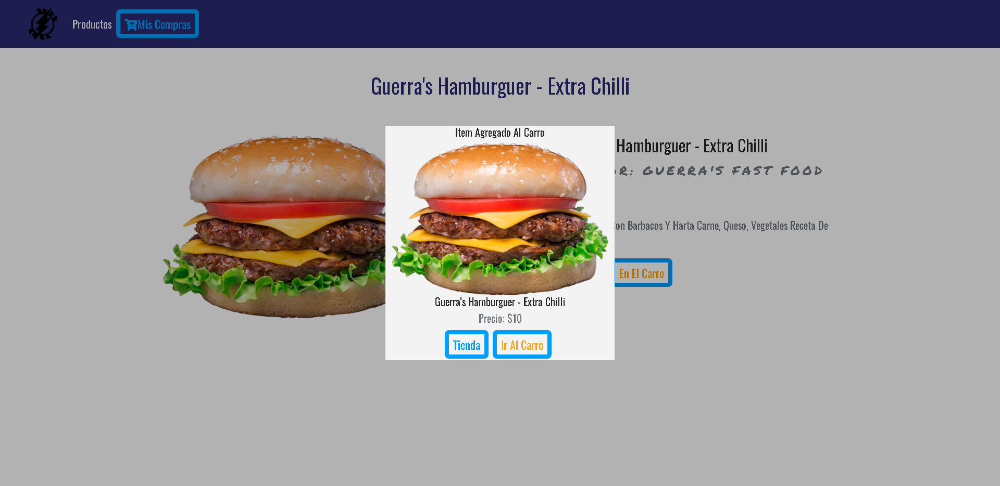 Productos
Mis Compras
Guerra's Hamburguer - Extra Chilli
Item Agregado Al Carro
Guerra's Hamburguer - Extra Chilli
Precio: $10
Tienda
Ir Al Carro
Hamburguer - Extra Chilli
GUERRA'S FAST FOOD
Barbacos Y Harta Carne, Queso, Vegetales Receta De
En El Carro